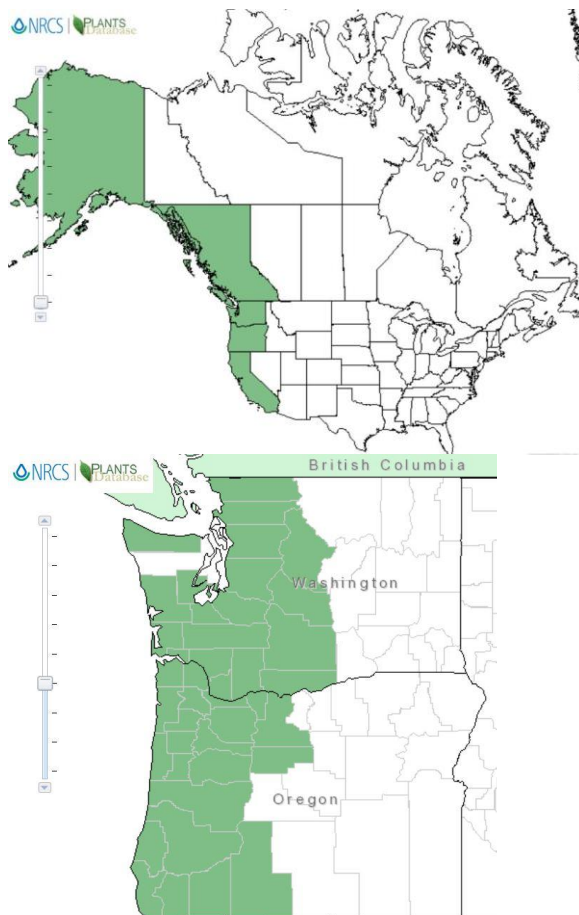 NRCS | PLANTS
Database
NRCS | PLANTS
Database
British Columbia
Washington
Oregon